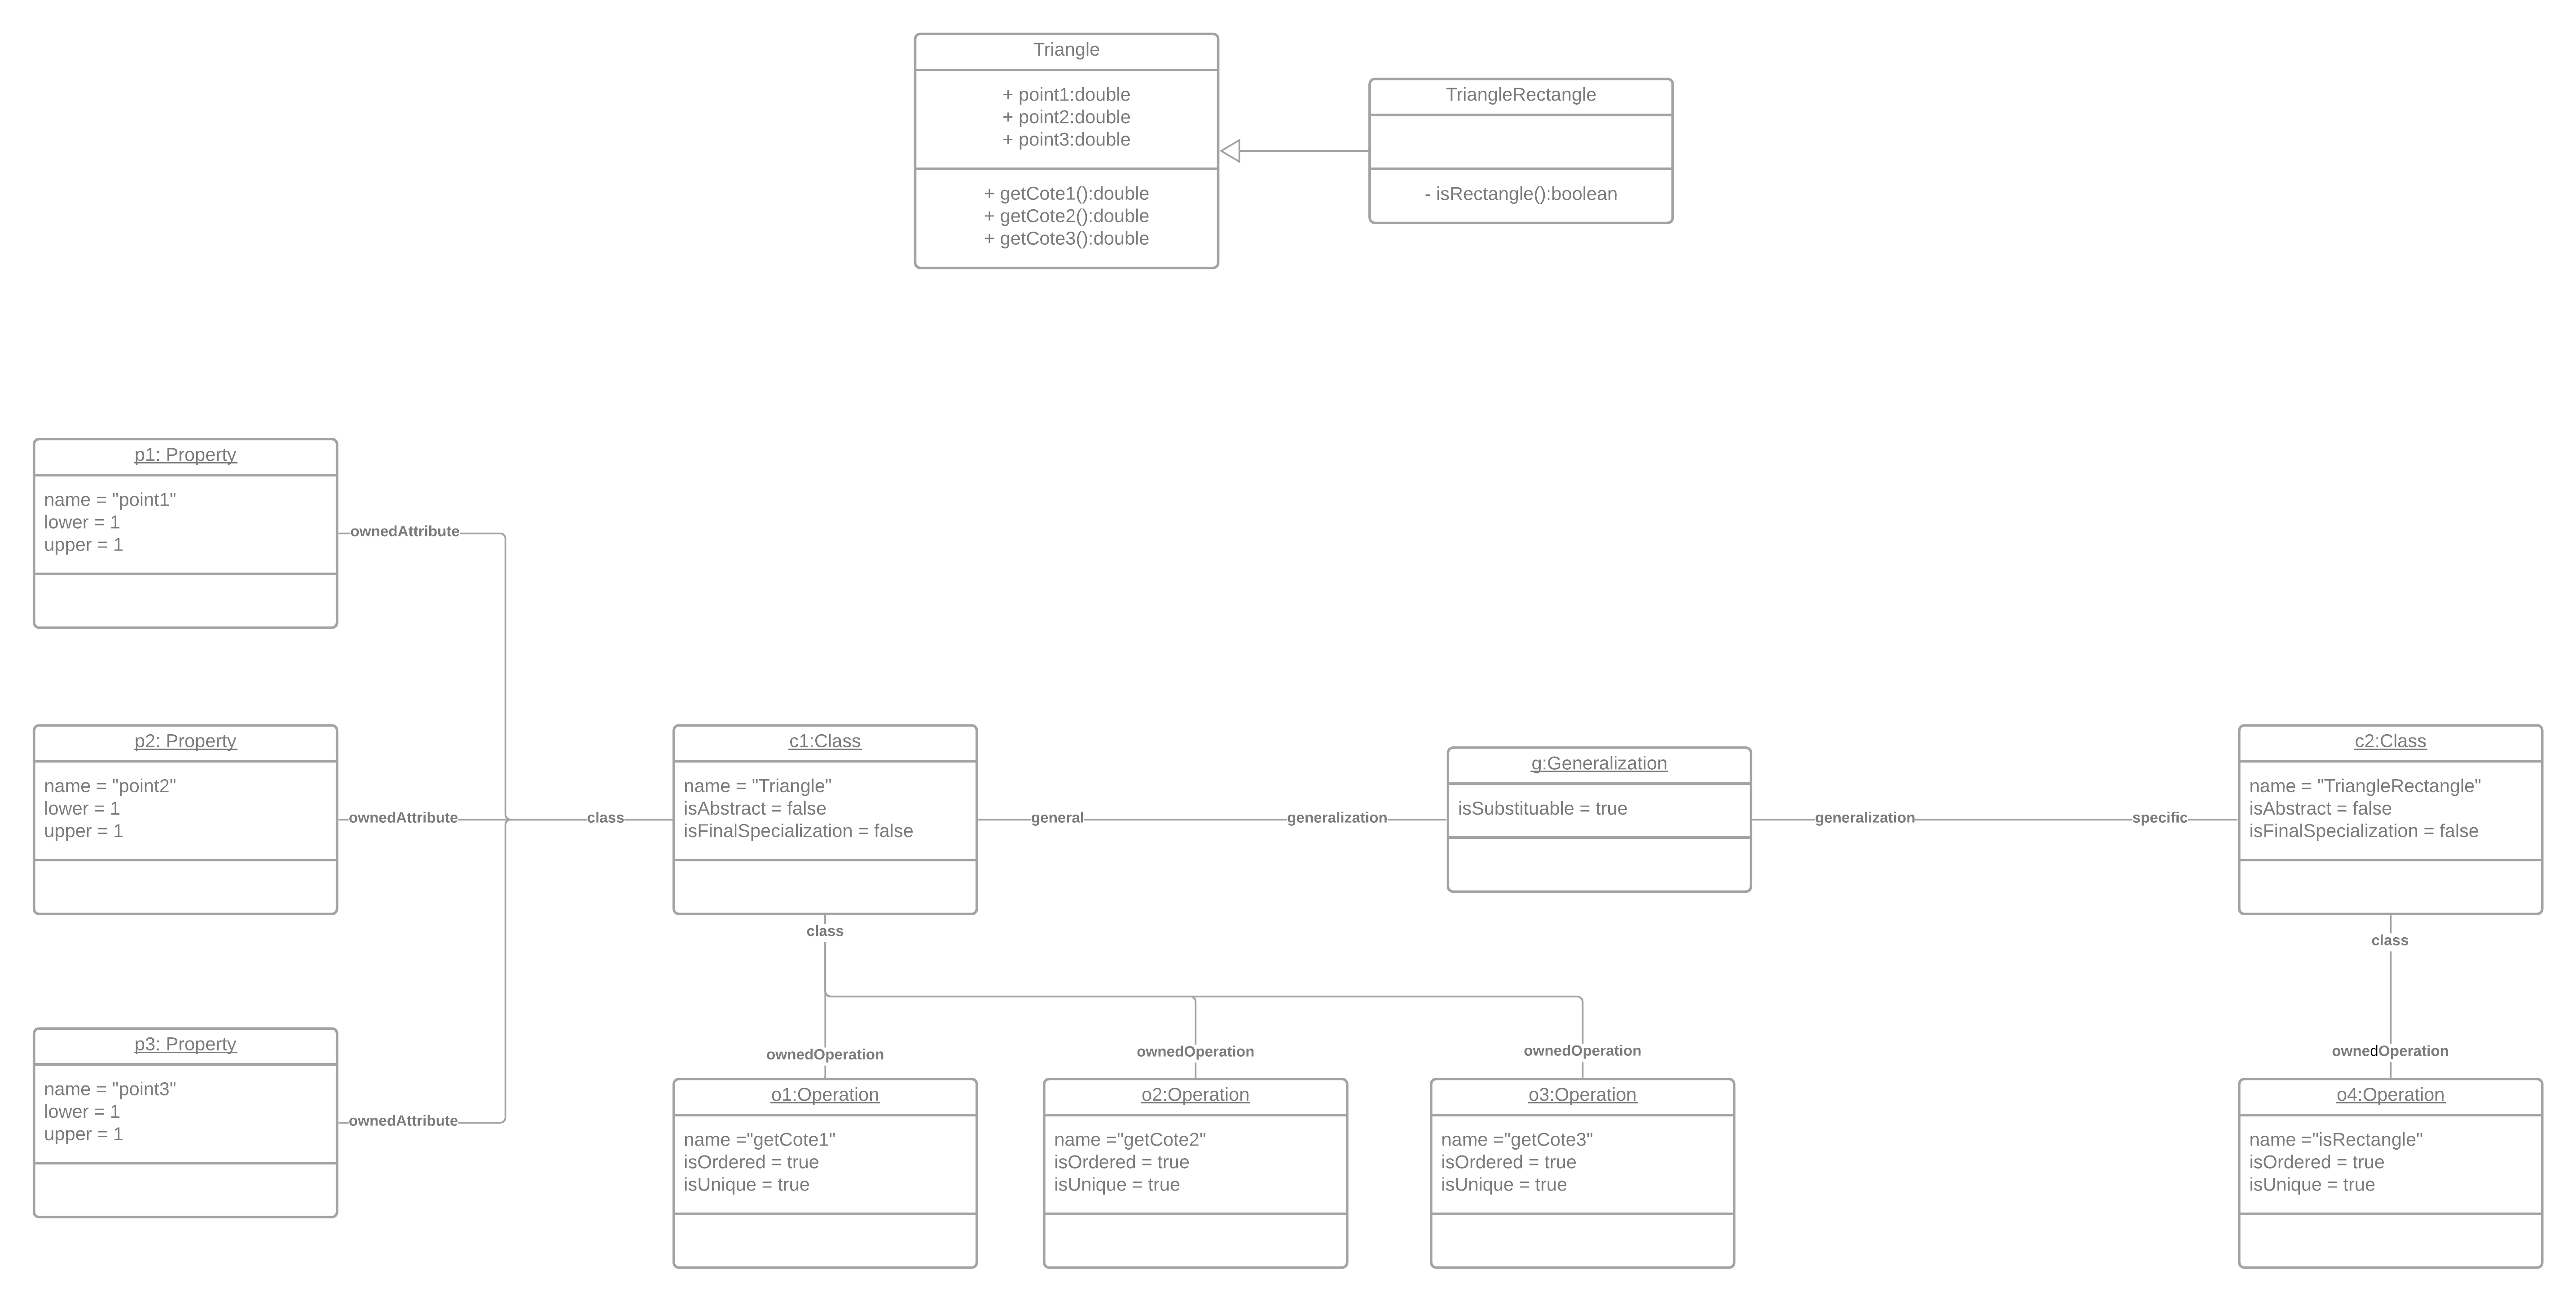 Triangle
+ point1:double
+ point2:double
+ point3:double
+ getCote1():double
+ getCote2():double
+ getCote3():double
TriangleRectangle
- isRectangle():boolean
p1: Property
name = "point1"
lower = 1
upper = 1
ownedAttribute
p2: Property
name = "point2"
lower = 1
upper = 1
ownedAttribute
class
p3: Property
name = "point3"
lower = 1
upper = 1
ownedAttribute
c1:Class
name = "Triangle"
isAbstract = false
isFinalSpecialization = false
general
generalization
g:Generalization
isSubstituable = true
generalization
specific
c2:Class
name = "TriangleRectangle"
isAbstract = false
isFinalSpecialization = false
class
class
ownedOperation
ownedOperation
ownedOperation
ownedOperation
o1:Operation
name ="getCote1"
isOrdered = true
isUnique = true
o2:Operation
name ="getCote2"
isOrdered = true
isUnique = true
o3:Operation
name ="getCote3"
isOrdered = true
isUnique = true
o4:Operation
name ="isRectangle"
isOrdered = true
isUnique = true